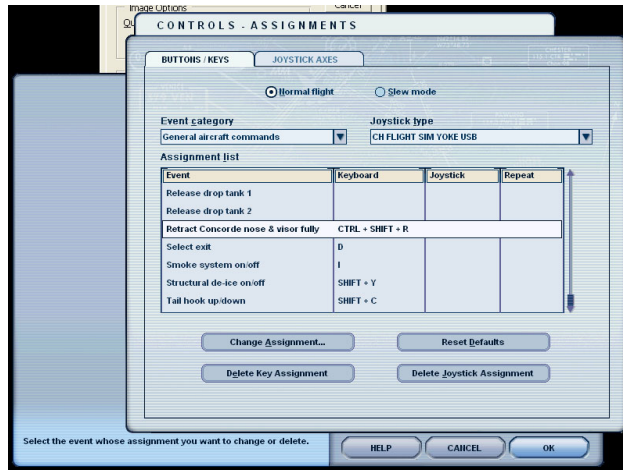 Image Options
Cancel
Qu
CONTROLS - ASSIGNMENTS
BUTTONS / KEYS
JOYSTICK AXES
Normal flight
Slew mode
Event category
Joystick type
General aircraft commands
CH FLIGHT SIM YOKE USB
Assignment list
Event Keyboard Joystick Repeat
Release drop tank 1
Release drop tank 2
Retract Concorde nose & visor fully CTRL + SHIFT + R
Select exit D
Smoke system on/off I
Structural de-ice on/off SHIFT + Y
Tail hook up/down SHIFT + C
Change Assignment...
Reset Defaults
Delete Key Assignment
Delete Joystick Assignment
Select the event whose assignment you want to change or delete.
HELP
CANCEL
OK